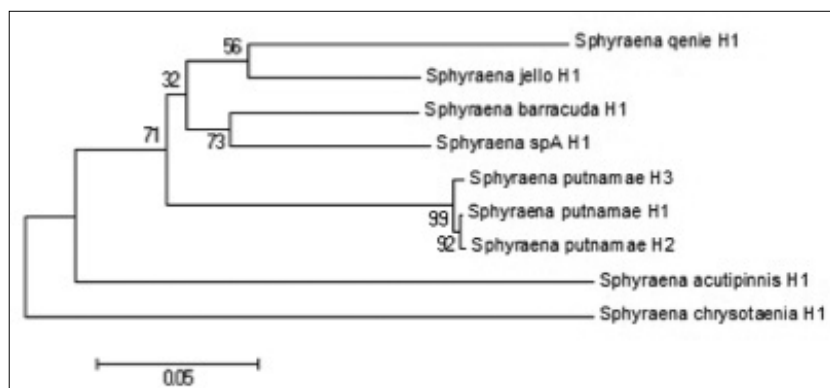 56
Sphyraena qenie H1
32
Sphyraena jello H1
Sphyraena barracuda H1
71
73
Sphyraena spA H1
Sphyraena putnamae H3
99
Sphyraena putnamae H1
92
Sphyraena putnamae H2
Sphyraena acutipinnis H1
Sphyraena chrysotaenia H1
0.05